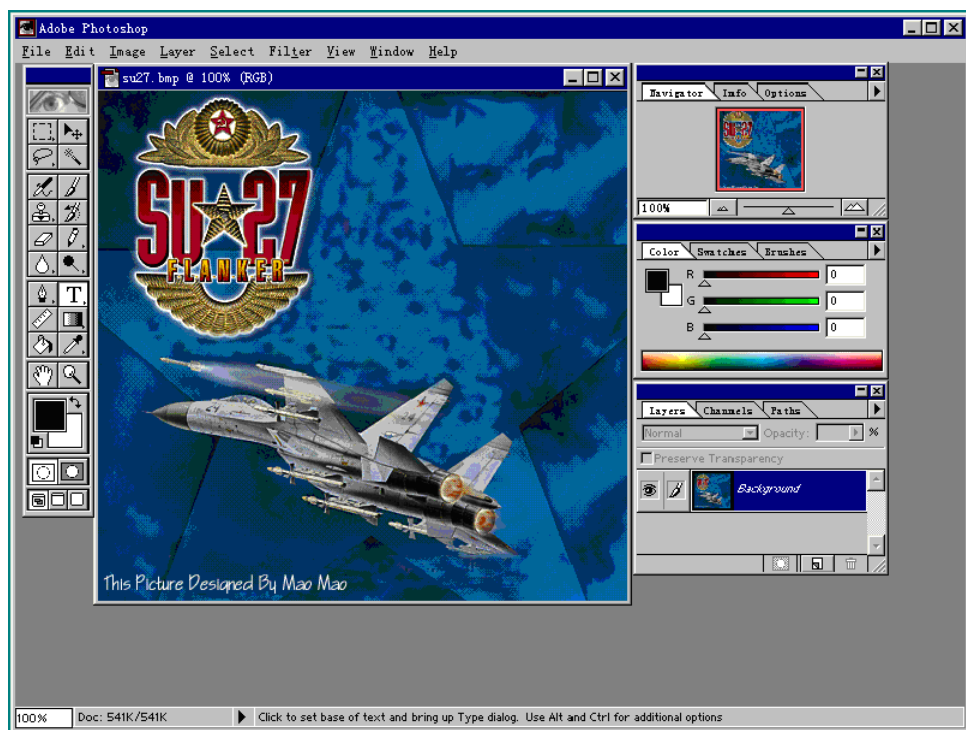 Adobe Photoshop
File Edit Image Layer Select Filter View Window Help
su27.bmp @ 100% (RGB)
SU 27
FLANKER
This Picture Designed By Mao Mao
T
Navigator Info Options
100%
Color Swatches Brushes
R 0
G 0
B 0
Layers Channels Paths
Normal Opacity: %
Preserve Transparency
Background
100% Doc: 541K/541K Click to set base of text and bring up Type dialog. Use Alt and Ctrl for additional options